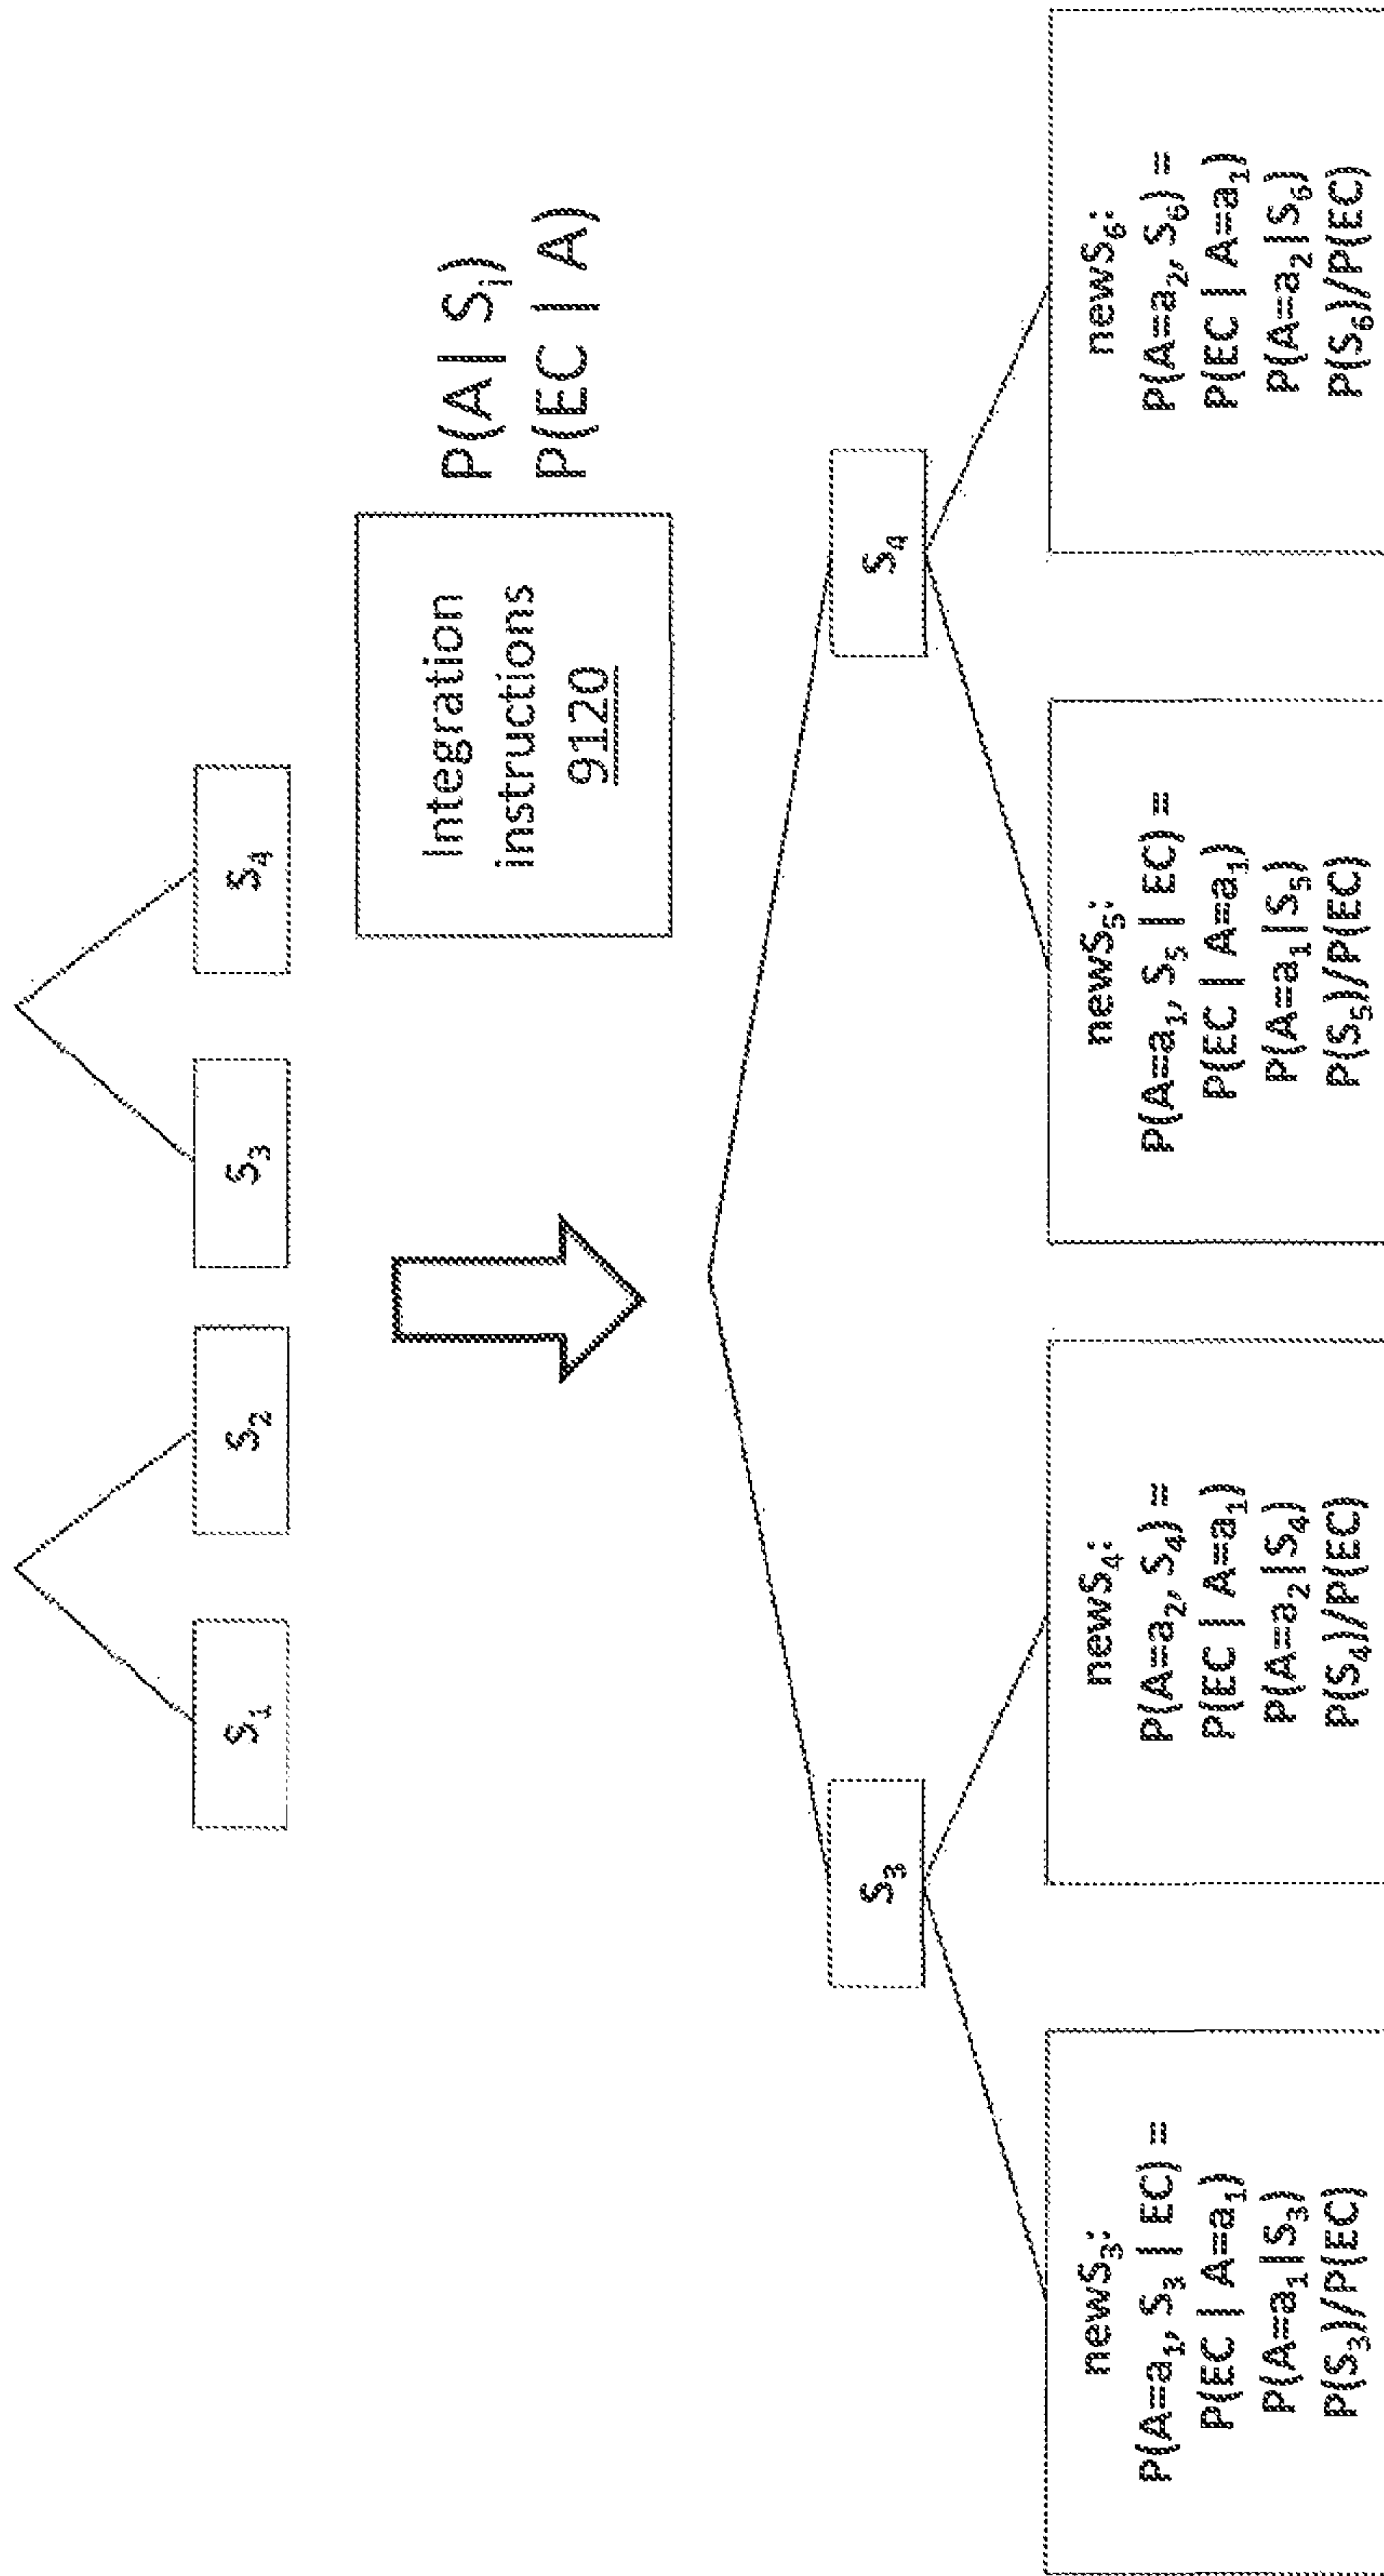 S₁
S₂
S₃
S₄
Integration
instructions
9120
P(A | Sᵢ)
P(EC | A)
S₃
S₄
newS₃:
P(A=a₁, S₃ | EC) =
P(EC | A=a₁)
P(A=a₁|S₃)
P(S₃)/P(EC)
newS₄:
P(A=a₂, S₄) =
P(EC | A=a₁)
P(A=a₂|S₄)
P(S₄)/P(EC)
newS₅:
P(A=a₁, S₅ | EC) =
P(EC | A=a₁)
P(A=a₁|S₅)
P(S₅)/P(EC)
newS₆:
P(A=a₂, S₆) =
P(EC | A=a₁)
P(A=a₂|S₆)
P(S₆)/P(EC)